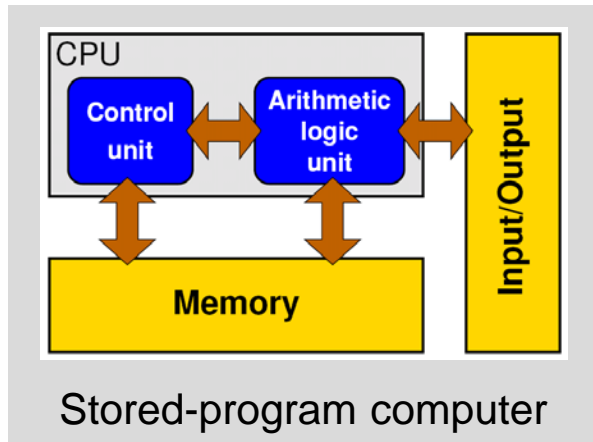 CPU
Control
unit
Arithmetic
logic
unit
Input/Output
Memory
Stored-program computer